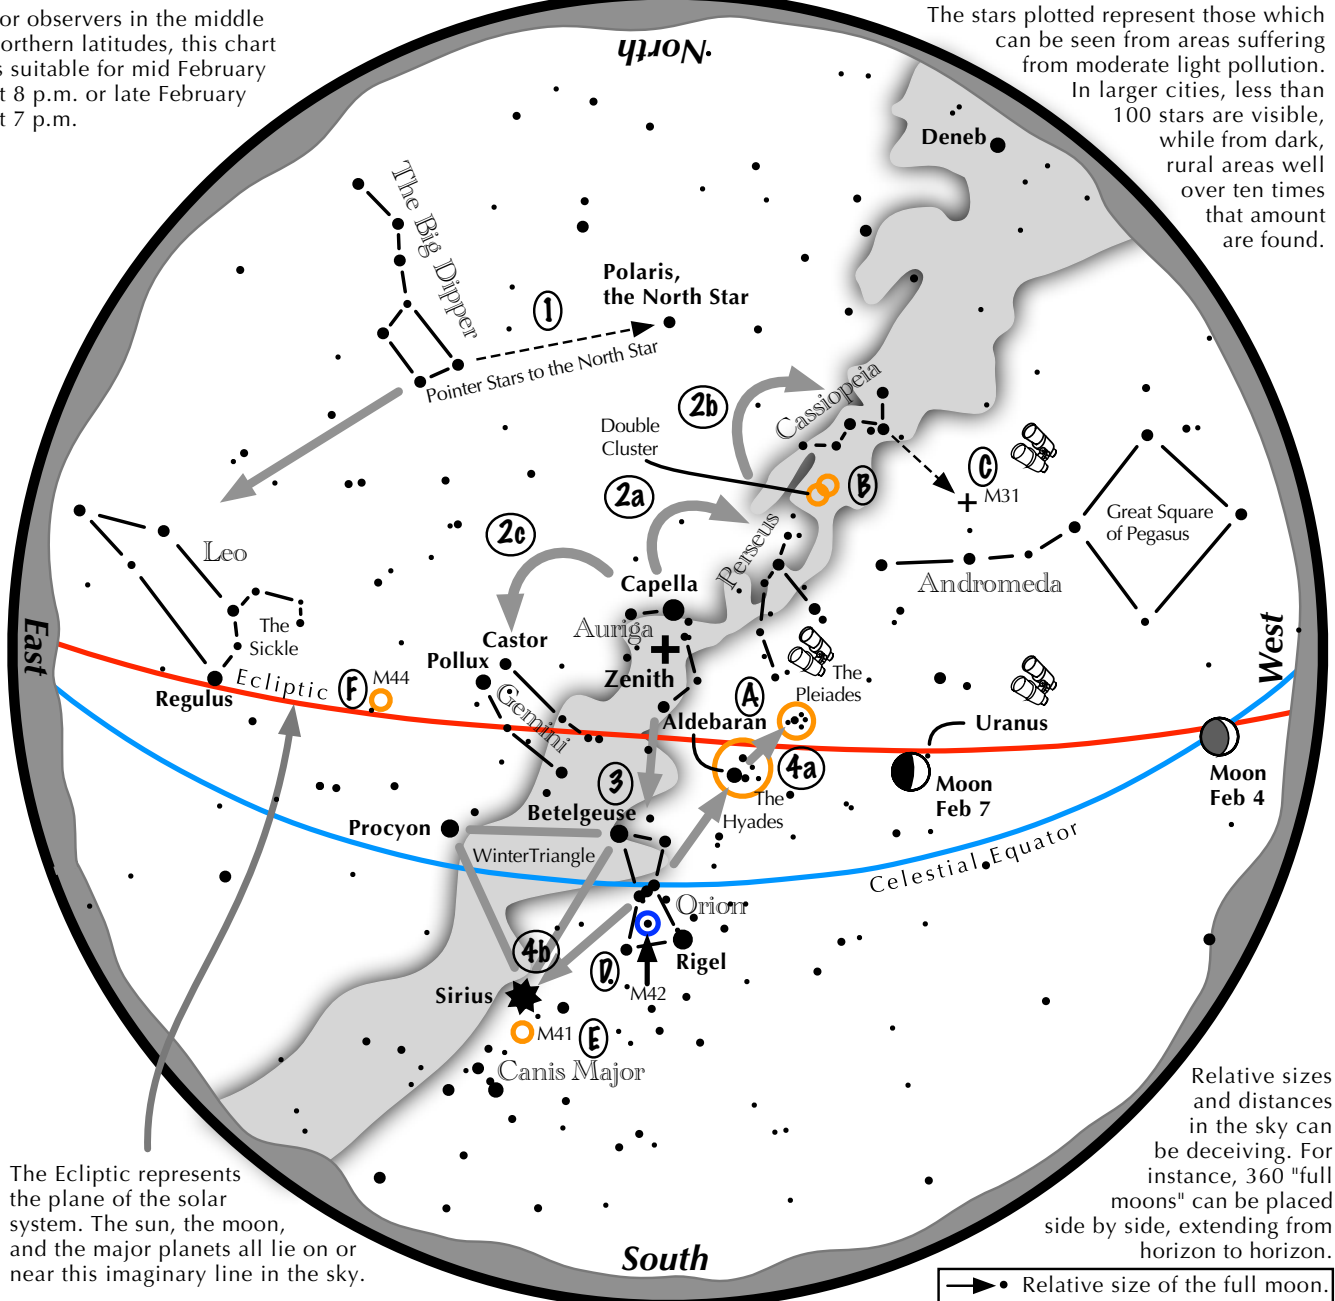 or observers in the middle
orthern latitudes, this chart
s suitable for mid February
t 8 p.m. or late February
t 7 p.m.
North
The stars plotted represent those which
can be seen from areas suffering
from moderate light pollution.
In larger cities, less than
100 stars are visible,
while from dark,
rural areas well
over ten times
that amount
are found.
Deneb
The Big Dipper
Polaris,
the North Star
1
Pointer Stars to the North Star
2b
Cassiopeia
Double
Cluster
B
C
M31
2a
2c
Perseus
Great Square
of Pegasus
Leo
Andromeda
Capella
Auriga
The
Sickle
Castor
Pollux
Gemini
Zenith
East
West
Regulus
Ecliptic
F
M44
A
The
Pleiades
Aldebaran
Uranus
4a
3
The
Hyades
Moon
Feb 7
Moon
Feb 4
Betelgeuse
Procyon
WinterTriangle
Celestial Equator
Orion
4b
D
Rigel
Sirius
M42
M41
E
Canis Major
The Ecliptic represents
the plane of the solar
system. The sun, the moon,
and the major planets all lie on or
near this imaginary line in the sky.
South
Relative sizes
and distances
in the sky can
be deceiving. For
instance, 360 "full
moons" can be placed
side by side, extending from
horizon to horizon.
Relative size of the full moon.